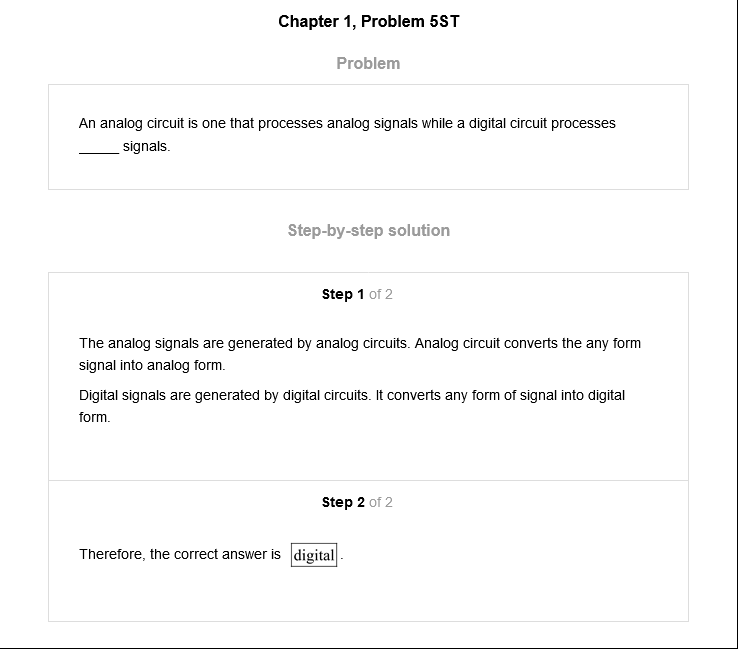 Chapter 1, Problem 5ST
Problem
An analog circuit is one that processes analog signals while a digital circuit processes
_____ signals.
Step-by-step solution
Step 1 of 2
The analog signals are generated by analog circuits. Analog circuit converts the any form
signal into analog form.
Digital signals are generated by digital circuits. It converts any form of signal into digital
form.
Step 2 of 2
Therefore, the correct answer is digital.